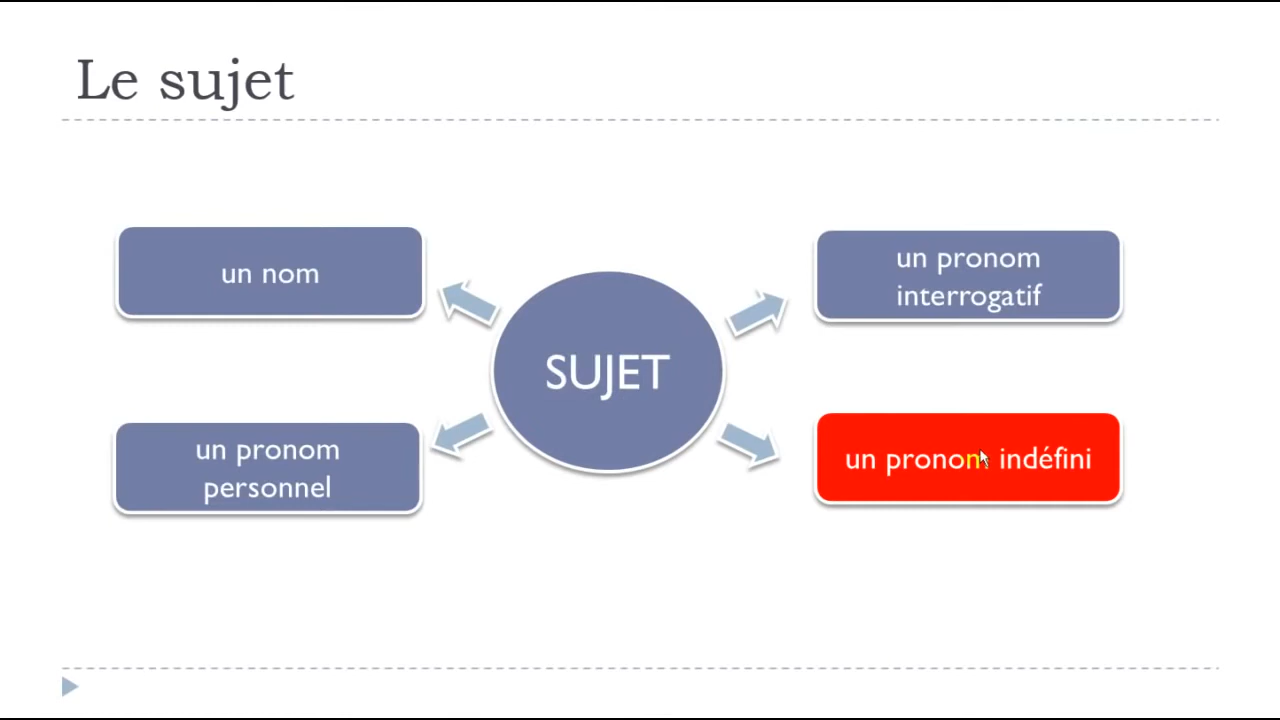 Le sujet
un nom
un pronom
interrogatif
SUJET
un pronom
personnel
un pronom indéfini